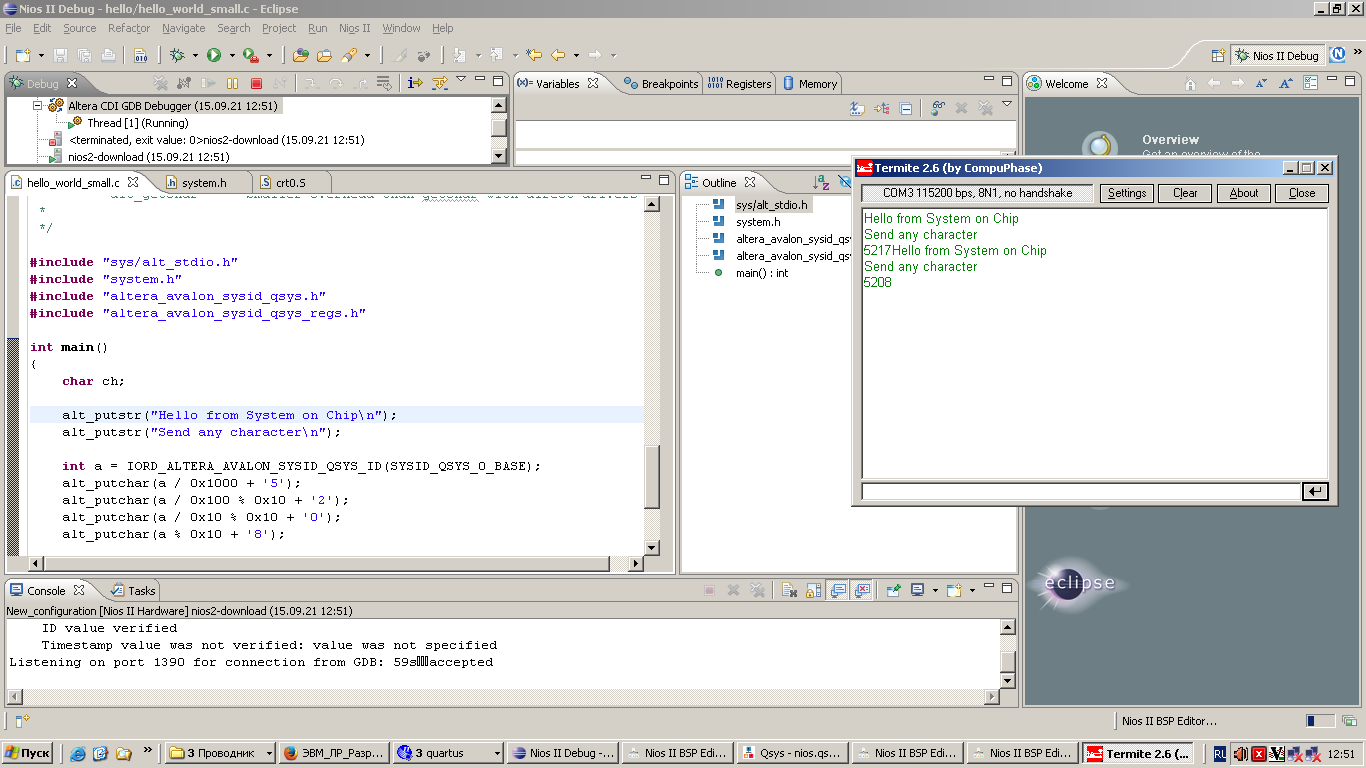 Nios II Debug - hello/hello_world_small.c - Eclipse
File Edit Source Refactor Navigate Search Project Run Nios II Window Help
Nios II Debug
Debug
Altera CDI GDB Debugger (15.09.21 12:51)
Thread [1] (Running)
<terminated, exit value: 0>nios2-download (15.09.21 12:51)
nios2-download (15.09.21 12:51)
(x)= Variables Breakpoints Registers Memory
Welcome
Overview
Got an overview of the
Termite 2.6 (by CompuPhase)
COM3 115200 bps, 8N1, no handshake Settings Clear About Close
Hello from System on Chip
Send any character
5217Hello from System on Chip
Send any character
5208
hello_world_small.c system.h crt0.S
*
*/
#include "sys/alt_stdio.h"
#include "system.h"
#include "altera_avalon_sysid_qsys.h"
#include "altera_avalon_sysid_qsys_regs.h"
int main()
{
char ch;
alt_putstr("Hello from System on Chip\n");
alt_putstr("Send any character\n");
int a = IORD_ALTERA_AVALON_SYSID_QSYS_ID(SYSID_QSYS_0_BASE);
alt_putchar(a / 0x1000 + '5');
alt_putchar(a / 0x100 % 0x10 + '2');
alt_putchar(a / 0x10 % 0x10 + '0');
alt_putchar(a % 0x10 + '8');
Outline
sys/alt_stdio.h
system.h
altera_avalon_sysid_qsy
altera_avalon_sysid_qsy
main() : int
eclipse
Console Tasks
New_configuration [Nios II Hardware] nios2-download (15.09.21 12:51)
ID value verified
Timestamp value was not verified: value was not specified
Listening on port 1390 for connection from GDB: 59s accepted
Nios II BSP Editor...
Пуск
3 Проводник
ЭВМ_ЛР_Разр...
3 quartus
Nios II Debug -...
Nios II BSP Edi...
Qsys - nios.qs...
Nios II BSP Edi...
Nios II BSP Edi...
Termite 2.6 (...
RL
12:51